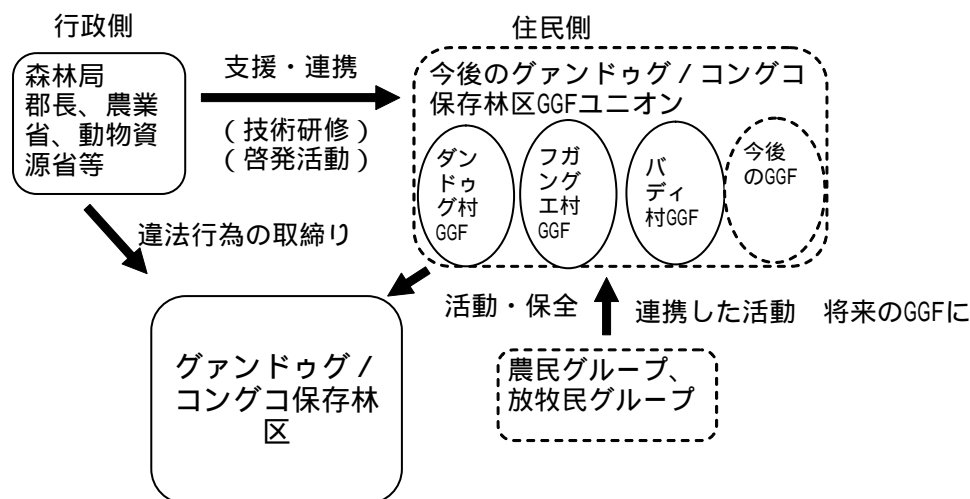 行政側
住民側
森林局
郡長、農業
省、動物資
源省等
支援・連携
(技術研修)
(啓発活動)
今後のグァンドゥグ/コングコ
保存林区GGFユニオン
ダン
ドゥ
グ村
GGF
フガ
ング
エ村
GGF
バ
ディ
村GGF
今後
のGGF
違法行為の取締り
活動・保全
連携した活動 将来のGGFに
グァンドゥグ/
コングコ保存林
区
農民グループ、
放牧民グループ